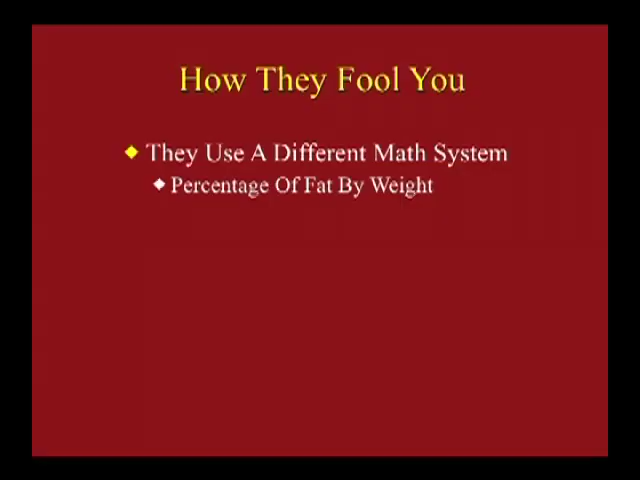 How They Fool You
They Use A Different Math System
Percentage Of Fat By Weight